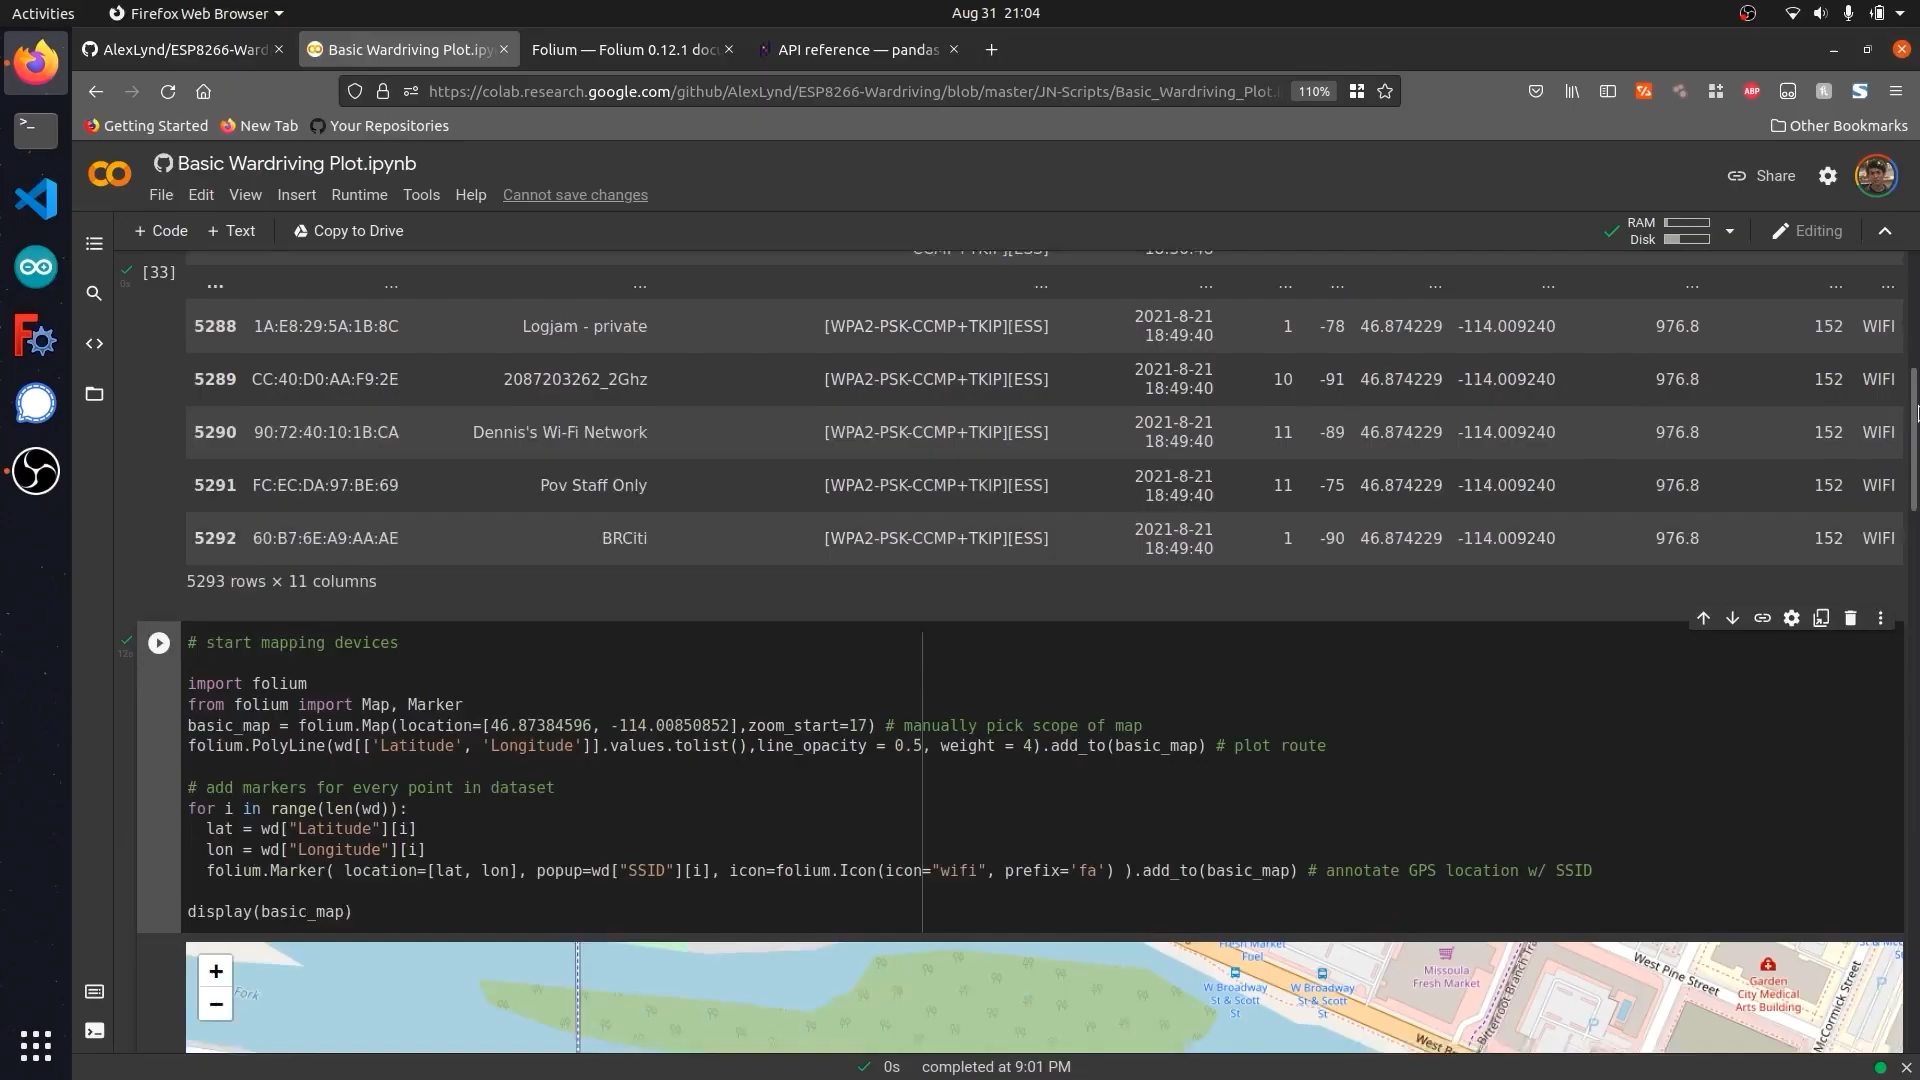 Activities
Firefox Web Browser
Aug 31 21:04
AlexLynd/ESP8266-Ward
Basic Wardriving Plot.ipy
Folium — Folium 0.12.1 doc
API reference — pandas
https://colab.research.google.com/github/AlexLynd/ESP8266-Wardriving/blob/master/JN-Scripts/Basic_Wardriving_Plot.i
110%
ABP
Getting Started
New Tab
Your Repositories
Other Bookmarks
Basic Wardriving Plot.ipynb
Share
File Edit View Insert Runtime Tools Help Cannot save changes
+ Code + Text Copy to Drive
RAM
Disk
Editing
[33]
0s
... ... ... ... ... ... ... ... ... ... ... ...
5288 1A:E8:29:5A:1B:8C Logjam - private [WPA2-PSK-CCMP+TKIP][ESS] 2021-8-21 18:49:40 1 -78 46.874229 -114.009240 976.8 152 WIFI
5289 CC:40:D0:AA:F9:2E 2087203262_2Ghz [WPA2-PSK-CCMP+TKIP][ESS] 2021-8-21 18:49:40 10 -91 46.874229 -114.009240 976.8 152 WIFI
5290 90:72:40:10:1B:CA Dennis's Wi-Fi Network [WPA2-PSK-CCMP+TKIP][ESS] 2021-8-21 18:49:40 11 -89 46.874229 -114.009240 976.8 152 WIFI
5291 FC:EC:DA:97:BE:69 Pov Staff Only [WPA2-PSK-CCMP+TKIP][ESS] 2021-8-21 18:49:40 11 -75 46.874229 -114.009240 976.8 152 WIFI
5292 60:B7:6E:A9:AA:AE BRCiti [WPA2-PSK-CCMP+TKIP][ESS] 2021-8-21 18:49:40 1 -90 46.874229 -114.009240 976.8 152 WIFI
5293 rows × 11 columns
12s
# start mapping devices
import folium
from folium import Map, Marker
basic_map = folium.Map(location=[46.87384596, -114.00850852],zoom_start=17) # manually pick scope of map
folium.PolyLine(wd[['Latitude', 'Longitude']].values.tolist(),line_opacity = 0.5, weight = 4).add_to(basic_map) # plot route
# add markers for every point in dataset
for i in range(len(wd)):
  lat = wd["Latitude"][i]
  lon = wd["Longitude"][i]
  folium.Marker( location=[lat, lon], popup=wd["SSID"][i], icon=folium.Icon(icon="wifi", prefix='fa') ).add_to(basic_map) # annotate GPS location w/ SSID
display(basic_map)
+
−
Fork
Fresh Market
Fuel
W Broadway
St & Scott
St
W Broadway
St & Scott
St
Missoula
Fresh Market
Bitterroot Branch Tr
West Pine Street
Garden
City Medical
Arts Building
McCormick Street
P
P
0s completed at 9:01 PM